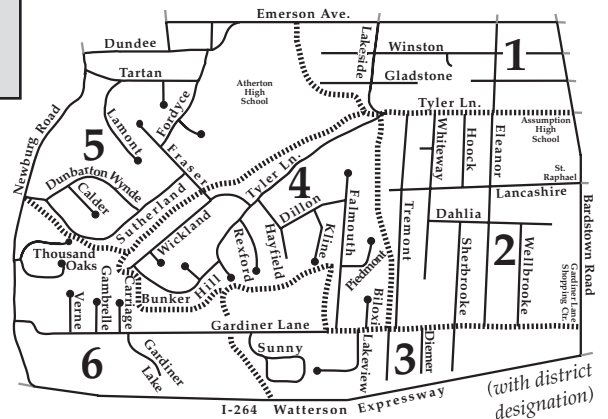 Emerson Ave.
Dundee
Lakeside
Winston
1
Tartan
Gladstone
Atherton
High
School
Fordyce
Tyler Ln.
Newburg Road
Lamont
5
Fraser
Whiteway
Hoock
Eleanor
Assumption
High
School
Tyler Ln.
4
St.
Raphael
Dunbarton Wynde
Calder
Sutherland
Lancashire
Dillon
Falmouth
Tremont
Dahlia
Bardstown Road
Wickland
Rexford
Hayfield
Kline
Sherbrooke
2
Wellbrooke
Gardiner Lane
Shopping Ctr.
Thousand
Oaks
Piedmont
Verne
Gambrelle
Carriage
Bunker Hill
Biloxi
Gardiner Lane
6
Gardiner
Lake
Sunny
Lakeview
3
Diemer
I-264 Watterson Expressway
(with district
designation)